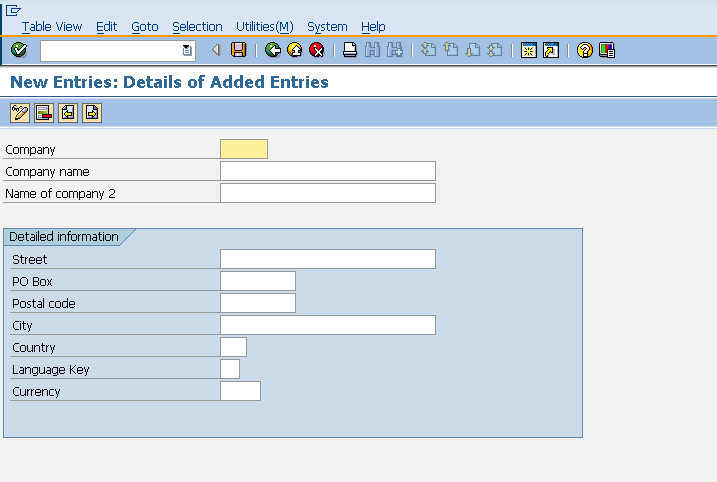 Table View Edit Goto Selection Utilities(M) System Help
New Entries: Details of Added Entries
Company
Company name
Name of company 2
Detailed information
Street
PO Box
Postal code
City
Country
Language Key
Currency